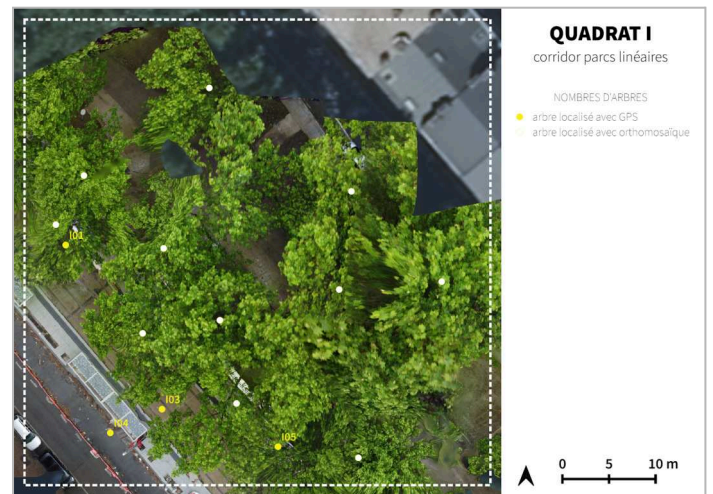 QUADRAT I
corridor parcs linéaires
NOMBRES D'ARBRES
arbre localisé avec GPS
arbre localisé avec orthomosaïque
I01
I03
I04
I05
0 5 10 m